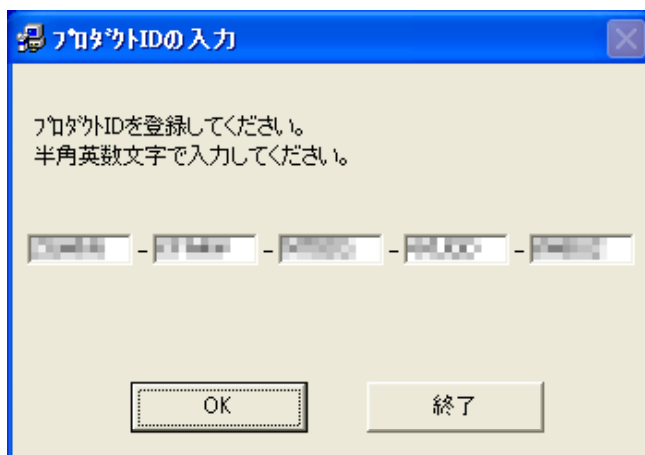 ﾌﾟﾛﾀﾞｸﾄIDの入力
ﾌﾟﾛﾀﾞｸﾄIDを登録してください。
半角英数文字で入力してください。
- - - -
OK 終了